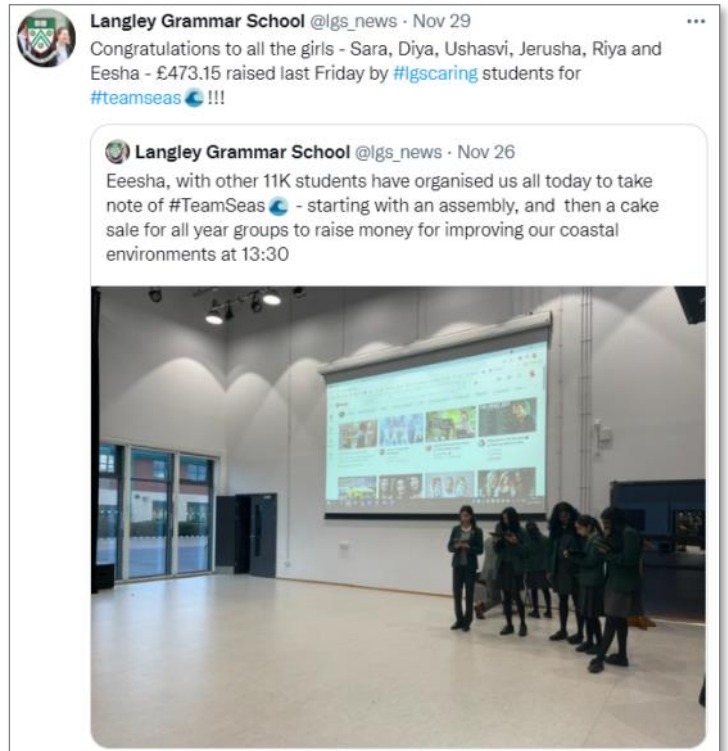 Langley Grammar School @lgs_news · Nov 29
Congratulations to all the girls - Sara, Diya, Ushasvi, Jerusha, Riya and
Eesha - £473.15 raised last Friday by #lgscaring students for
#teamseas🌊!!!
Langley Grammar School @lgs_news · Nov 26
Eeesha, with other 11K students have organised us all today to take
note of #TeamSeas🌊 - starting with an assembly, and then a cake
sale for all year groups to raise money for improving our coastal
environments at 13:30